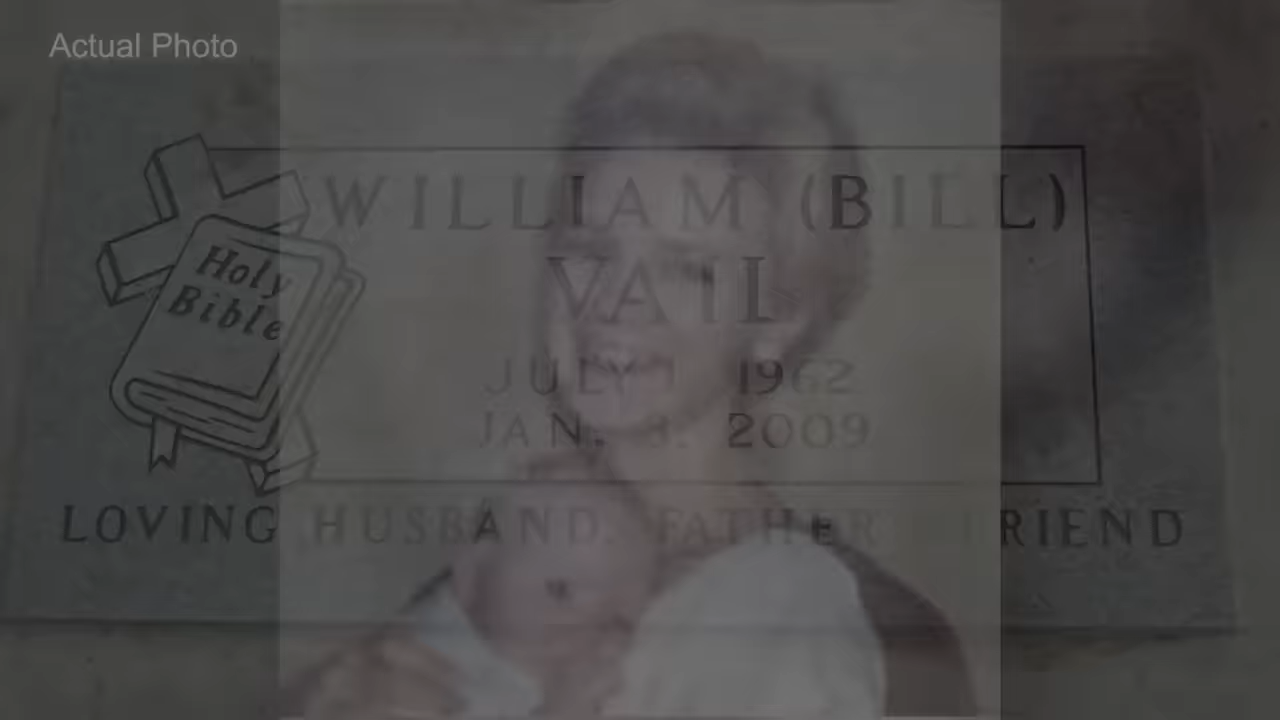 Actual Photo
WILLIAM (BILL)
VAIL
Holy
Bible
JULY 1962
JAN. 2009
LOVING HUSBAND, FATHER FRIEND